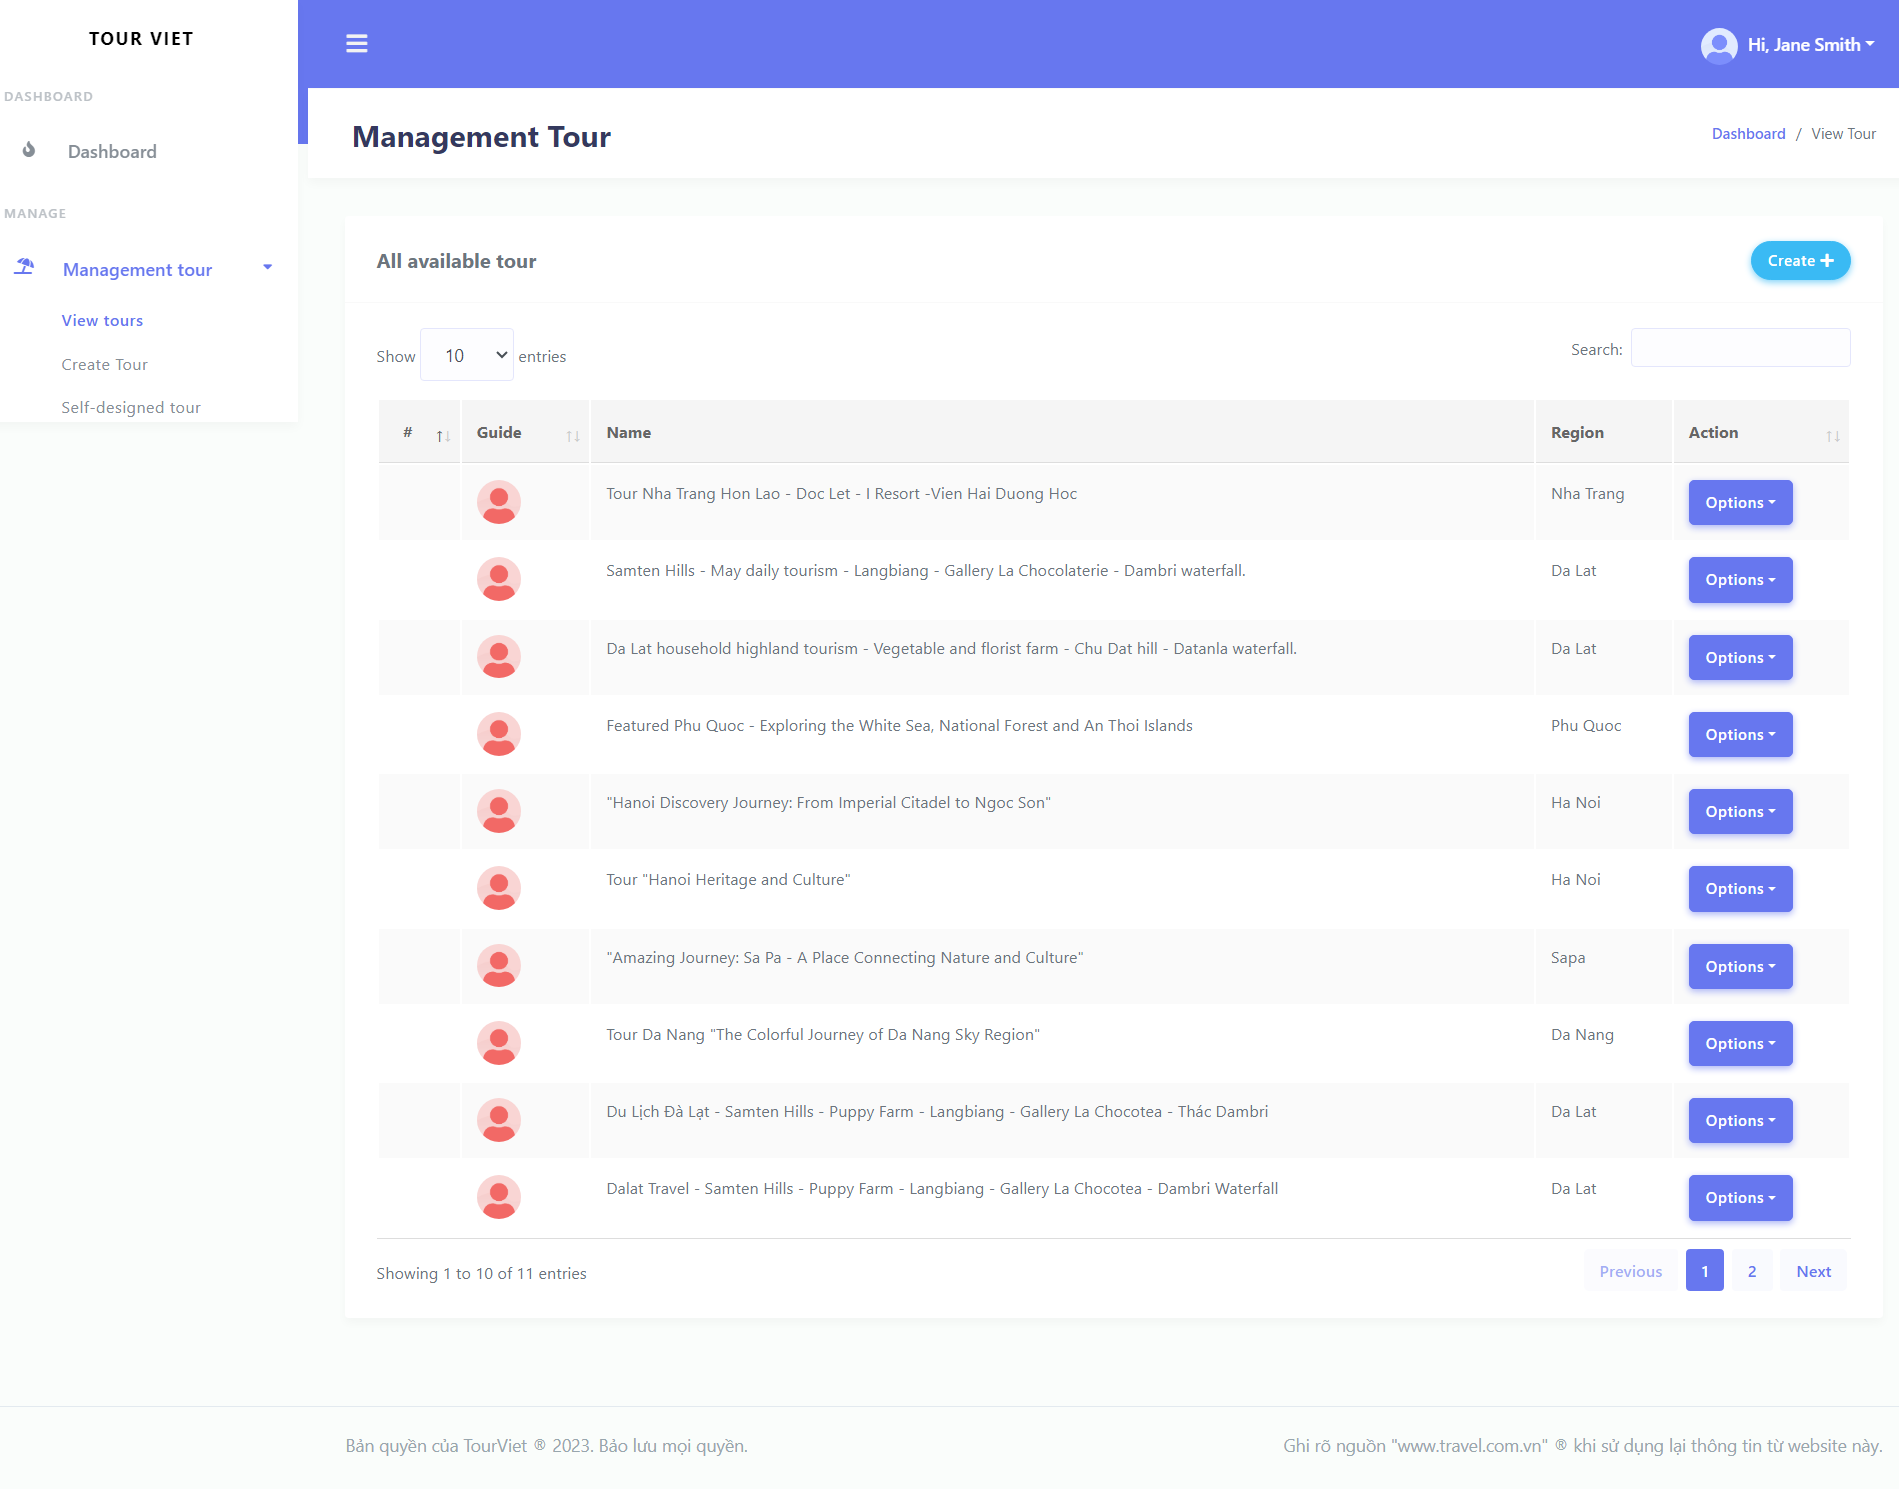 TOUR VIET
Hi, Jane Smith
DASHBOARD
Dashboard
MANAGE
Management tour
View tours
Create Tour
Self-designed tour
Management Tour
Dashboard / View Tour
All available tour
Create
Show 10 entries
Search:
# Guide Name Region Action
Tour Nha Trang Hon Lao - Doc Let - I Resort -Vien Hai Duong Hoc Nha Trang Options
Samten Hills - May daily tourism - Langbiang - Gallery La Chocolaterie - Dambri waterfall. Da Lat Options
Da Lat household highland tourism - Vegetable and florist farm - Chu Dat hill - Datanla waterfall. Da Lat Options
Featured Phu Quoc - Exploring the White Sea, National Forest and An Thoi Islands Phu Quoc Options
"Hanoi Discovery Journey: From Imperial Citadel to Ngoc Son" Ha Noi Options
Tour "Hanoi Heritage and Culture" Ha Noi Options
"Amazing Journey: Sa Pa - A Place Connecting Nature and Culture" Sapa Options
Tour Da Nang "The Colorful Journey of Da Nang Sky Region" Da Nang Options
Du Lịch Đà Lạt - Samten Hills - Puppy Farm - Langbiang - Gallery La Chocotea - Thác Dambri Da Lat Options
Dalat Travel - Samten Hills - Puppy Farm - Langbiang - Gallery La Chocotea - Dambri Waterfall Da Lat Options
Showing 1 to 10 of 11 entries
Previous 1 2 Next
Bản quyền của TourViet ® 2023. Bảo lưu mọi quyền.
Ghi rõ nguồn "www.travel.com.vn" ® khi sử dụng lại thông tin từ website này.